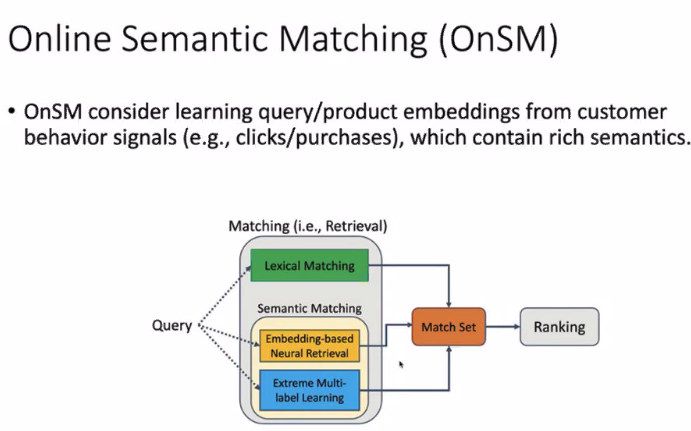 Online Semantic Matching (OnSM)
• OnSM consider learning query/product embeddings from customer
behavior signals (e.g., clicks/purchases), which contain rich semantics.
Matching (i.e., Retrieval)
Lexical Matching
Semantic Matching
Query
Embedding-based
Neural Retrieval
Match Set
Ranking
Extreme Multi-
label Learning